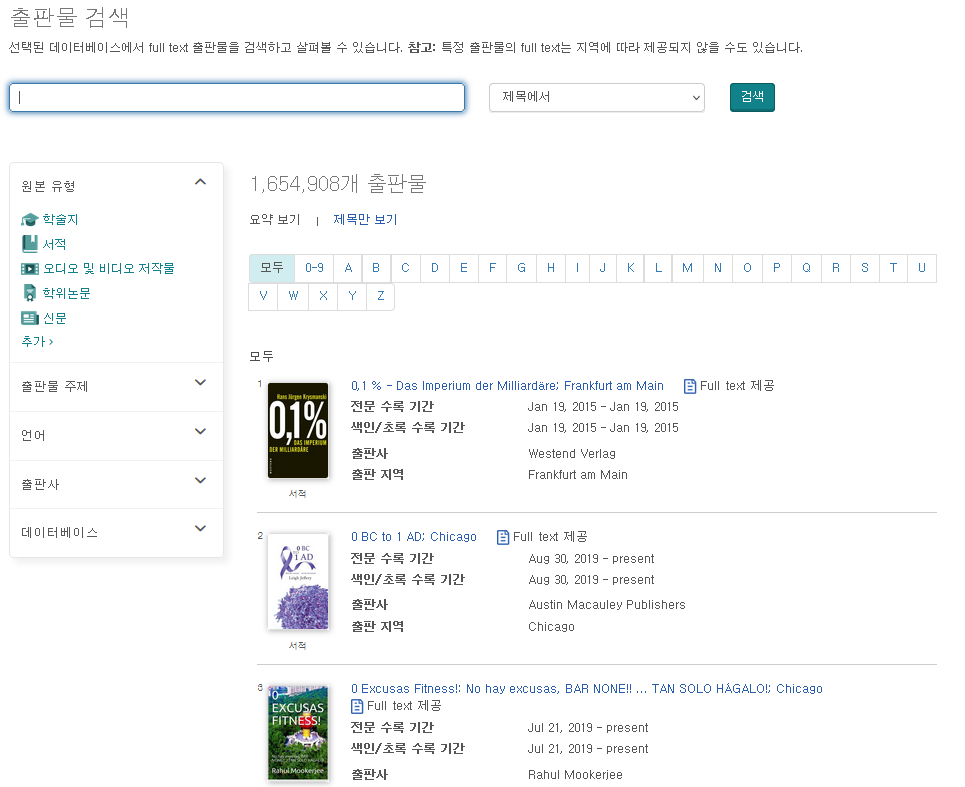 출판물 검색
선택된 데이터베이스에서 full text 출판물을 검색하고 살펴볼 수 있습니다. 참고: 특정 출판물의 full text는 지역에 따라 제공되지 않을 수도 있습니다.
제목에서
검색
원본 유형
학술지
서적
오디오 및 비디오 저작물
학위논문
신문
추가 ›
출판물 주제
언어
출판사
데이터베이스
1,654,908개 출판물
요약 보기 | 제목만 보기
모두 0-9 A B C D E F G H I J K L M N O P Q R S T U
V W X Y Z
모두
1
Hans Jürgen Krysmanski
0,1%
DAS IMPERIUM
DER MILLIARDÄRE
서적
0,1 % - Das Imperium der Milliardäre; Frankfurt am Main Full text 제공
전문 수록 기간 Jan 19, 2015 - Jan 19, 2015
색인/초록 수록 기간 Jan 19, 2015 - Jan 19, 2015
출판사 Westend Verlag
출판 지역 Frankfurt am Main
2
0 BC
1 AD
Leigh Jeffery
서적
0 BC to 1 AD; Chicago Full text 제공
전문 수록 기간 Aug 30, 2019 - present
색인/초록 수록 기간 Aug 30, 2019 - present
출판사 Austin Macauley Publishers
출판 지역 Chicago
3
0
EXCUSAS
FITNESS!
Rahul Mookerjee
0 Excusas Fitness!: No hay excusas, BAR NONE!! ... TAN SOLO HÁGALO!; Chicago
Full text 제공
전문 수록 기간 Jul 21, 2019 - present
색인/초록 수록 기간 Jul 21, 2019 - present
출판사 Rahul Mookerjee